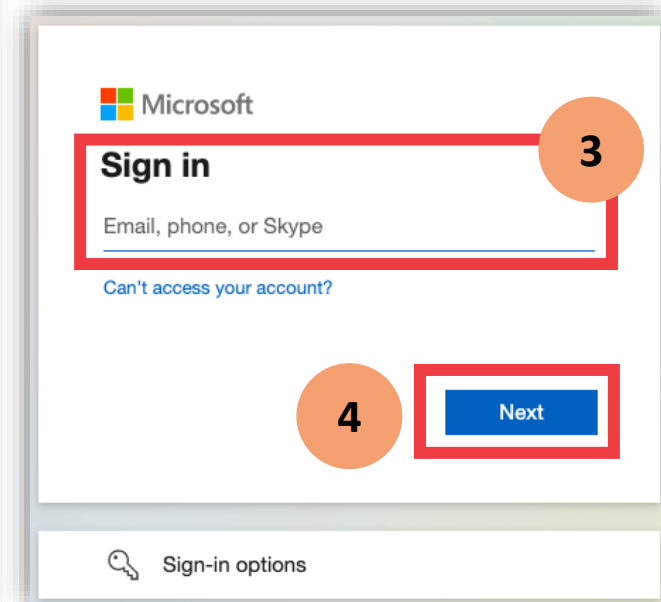 Microsoft
3
Sign in
Email, phone, or Skype
Can't access your account?
4
Next
Sign-in options